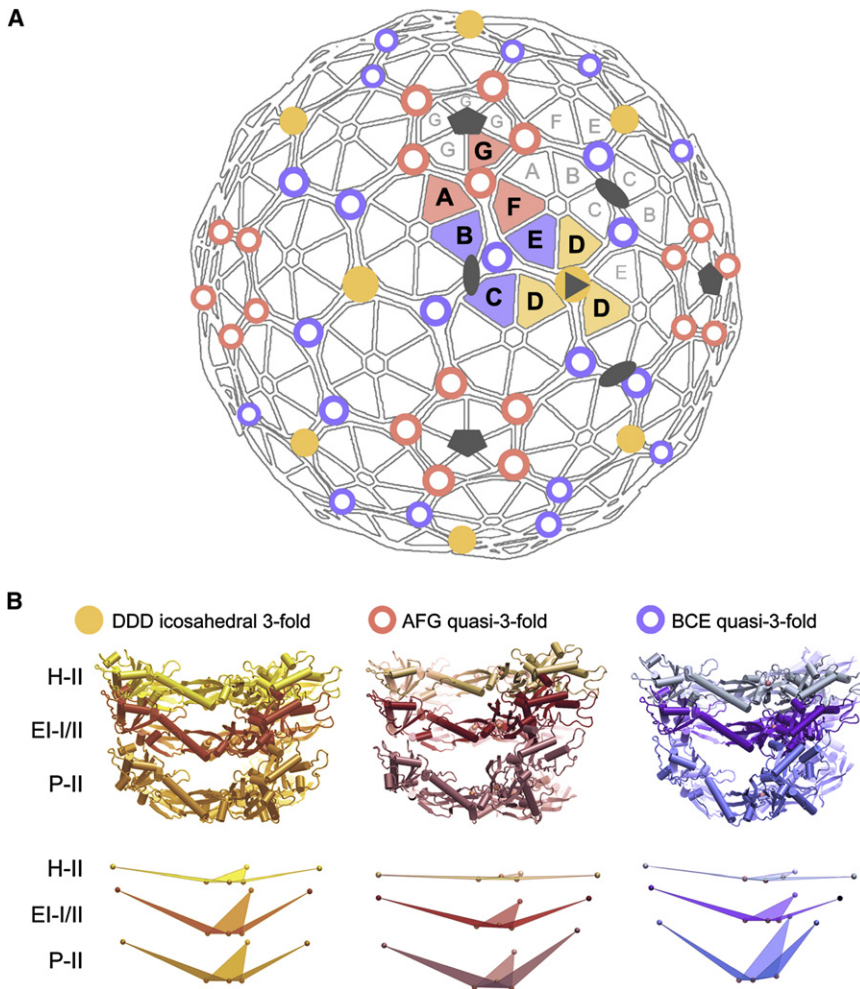 A
G
G G
G G
F E
A B C
A F C B
B E D
E
C D D
B
DDD icosahedral 3-fold AFG quasi-3-fold BCE quasi-3-fold
H-II
EI-I/II
P-II
H-II
EI-I/II
P-II